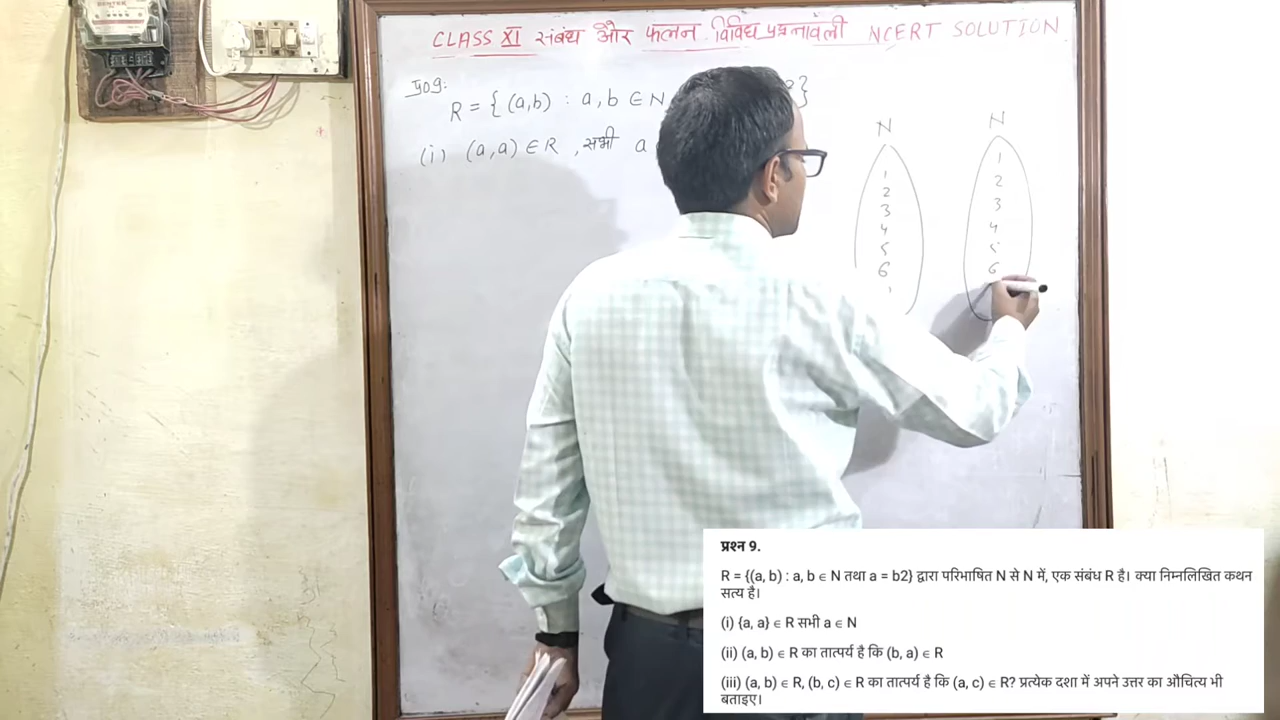 CLASS XI संबंध और फलन विविध प्रश्नावली NCERT SOLUTION
प्र०9:
R = { (a,b) : a, b ∈ N }
(i) (a,a) ∈ R , सभी a
N
1
2
3
4
5
6
N
1
2
3
4
5
6
प्रश्न 9.
R = {(a, b) : a, b ∈ N तथा a = b2} द्वारा परिभाषित N से N में, एक संबंध R है। क्या निम्नलिखित कथन
सत्य है।
(i) {a, a} ∈ R सभी a ∈ N
(ii) (a, b) ∈ R का तात्पर्य है कि (b, a) ∈ R
(iii) (a, b) ∈ R, (b, c) ∈ R का तात्पर्य है कि (a, c) ∈ R? प्रत्येक दशा में अपने उत्तर का औचित्य भी
बताइए।